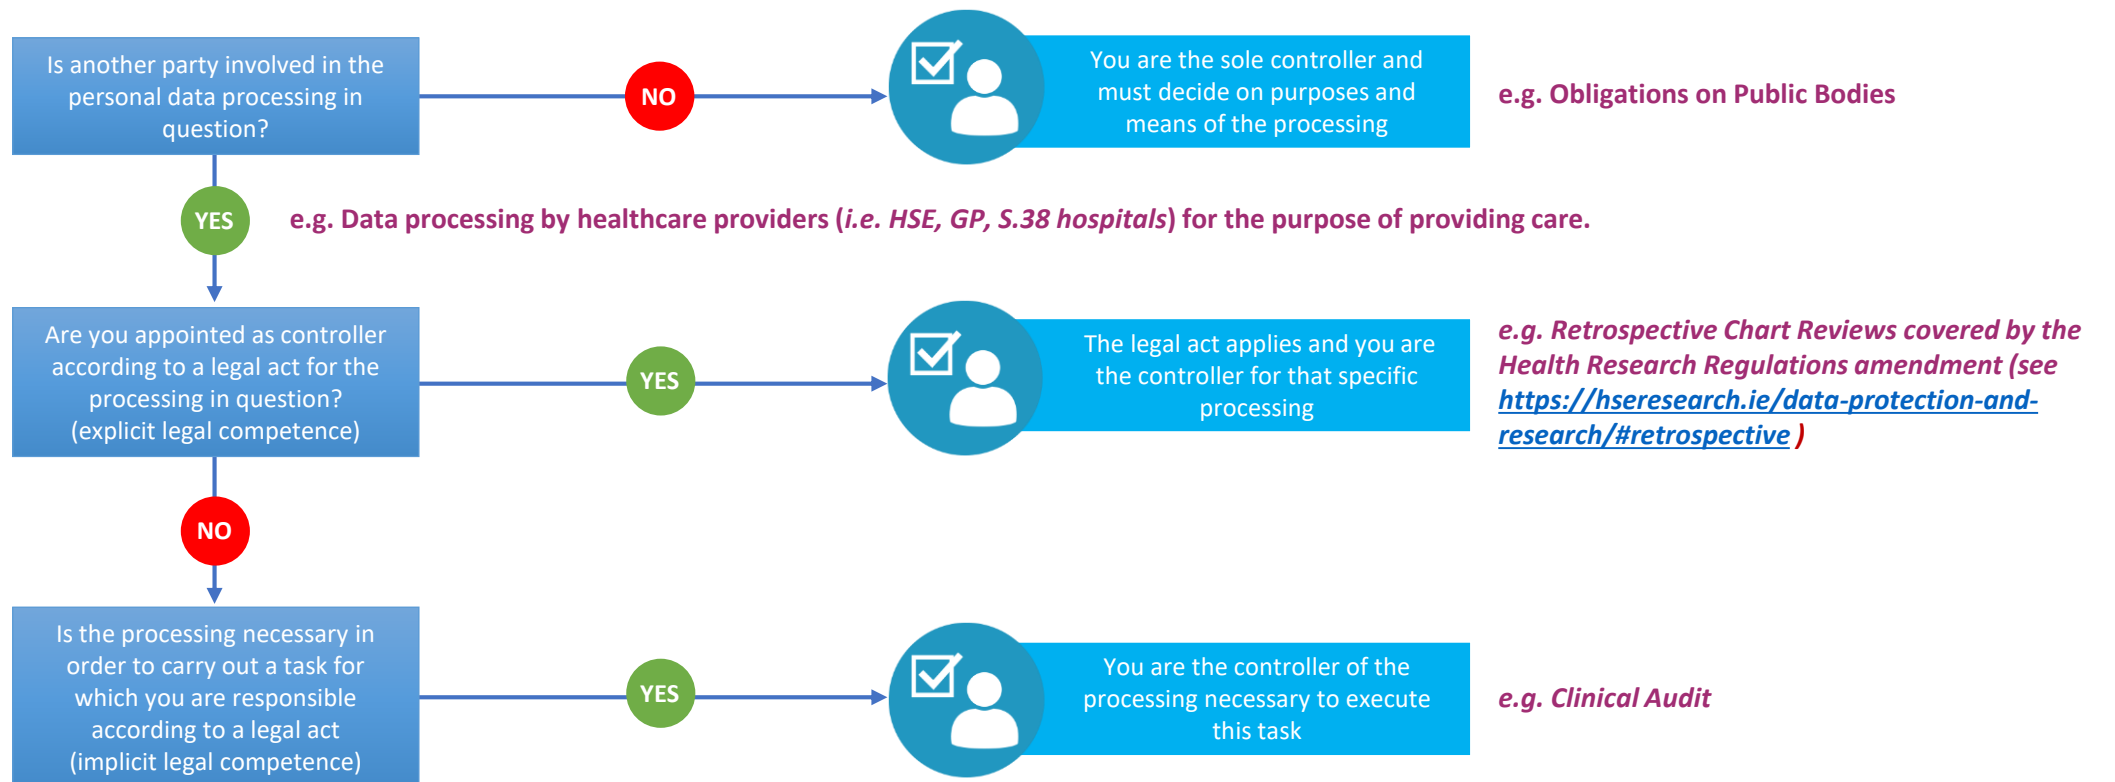 Is another party involved in the
personal data processing in
question?
NO
You are the sole controller and
must decide on purposes and
means of the processing
e.g. Obligations on Public Bodies
YES
e.g. Data processing by healthcare providers (i.e. HSE, GP, S.38 hospitals) for the purpose of providing care.
Are you appointed as controller
according to a legal act for the
processing in question?
(explicit legal competence)
YES
The legal act applies and you are
the controller for that specific
processing
e.g. Retrospective Chart Reviews covered by the
Health Research Regulations amendment (see
https://hseresearch.ie/data-protection-and-
research/#retrospective )
NO
Is the processing necessary in
order to carry out a task for
which you are responsible
according to a legal act
(implicit legal competence)
YES
You are the controller of the
processing necessary to execute
this task
e.g. Clinical Audit